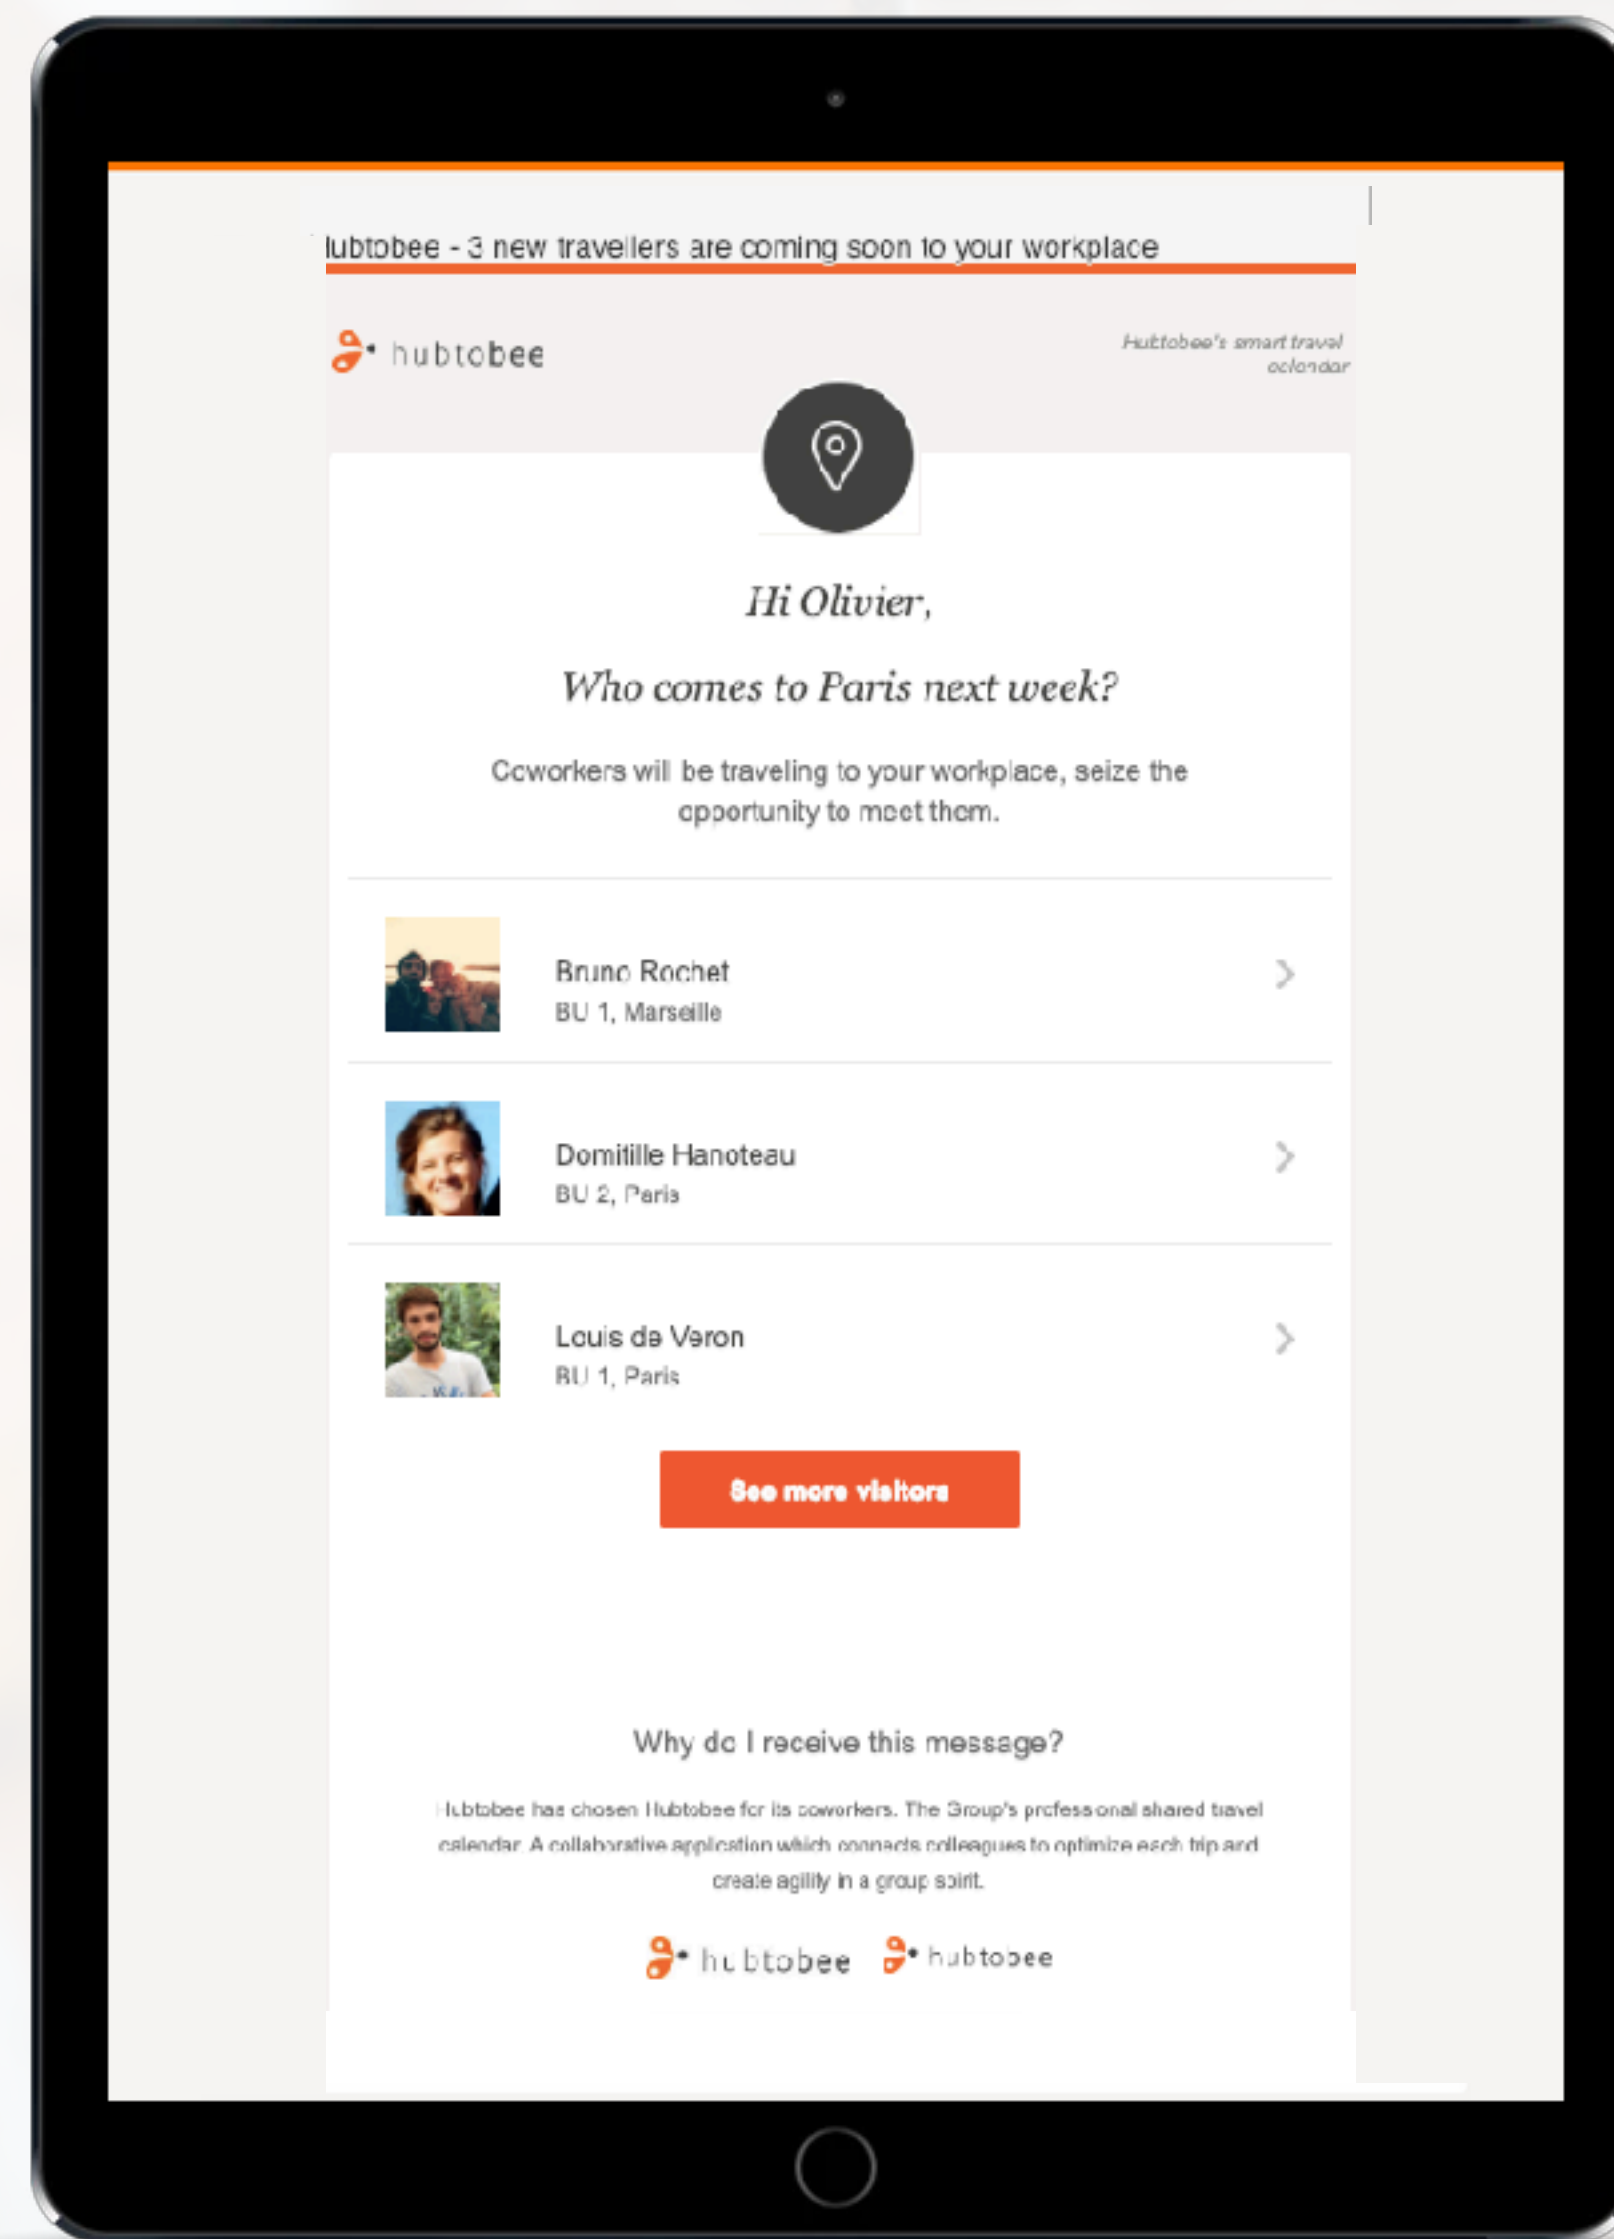 Hubtobee - 3 new travellers are coming soon to your workplace
hubtobee
Hubtobee's smart travel
calendar
Hi Olivier,
Who comes to Paris next week?
Coworkers will be traveling to your workplace, seize the
opportunity to meet them.
Bruno Rochet
BU 1, Marseille
Domitille Hanoteau
BU 2, Paris
Louis de Veron
BU 1, Paris
See more visitors
Why do I receive this message?
Hubtobee has chosen Hubtobee for its coworkers. The Group's professional shared travel
calendar. A collaborative application which connects colleagues to optimize each trip and
create agility in a group spirit.
hubtobee hubtobee